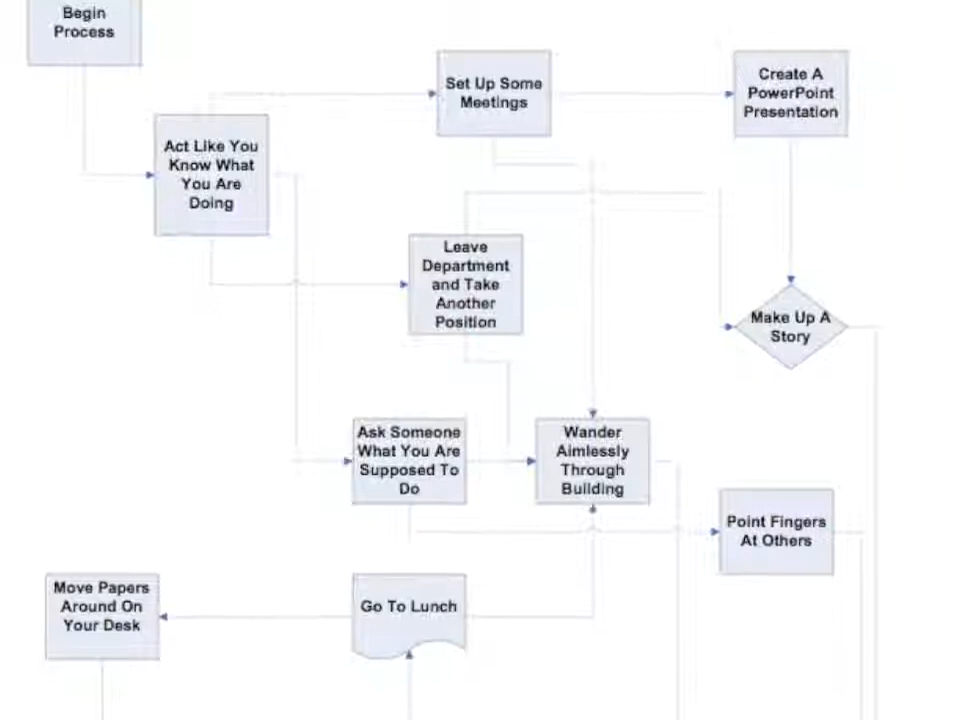 Begin
Process
Set Up Some
Meetings
Create A
PowerPoint
Presentation
Act Like You
Know What
You Are
Doing
Leave
Department
and Take
Another
Position
Make Up A
Story
Ask Someone
What You Are
Supposed To
Do
Wander
Aimlessly
Through
Building
Point Fingers
At Others
Move Papers
Around On
Your Desk
Go To Lunch